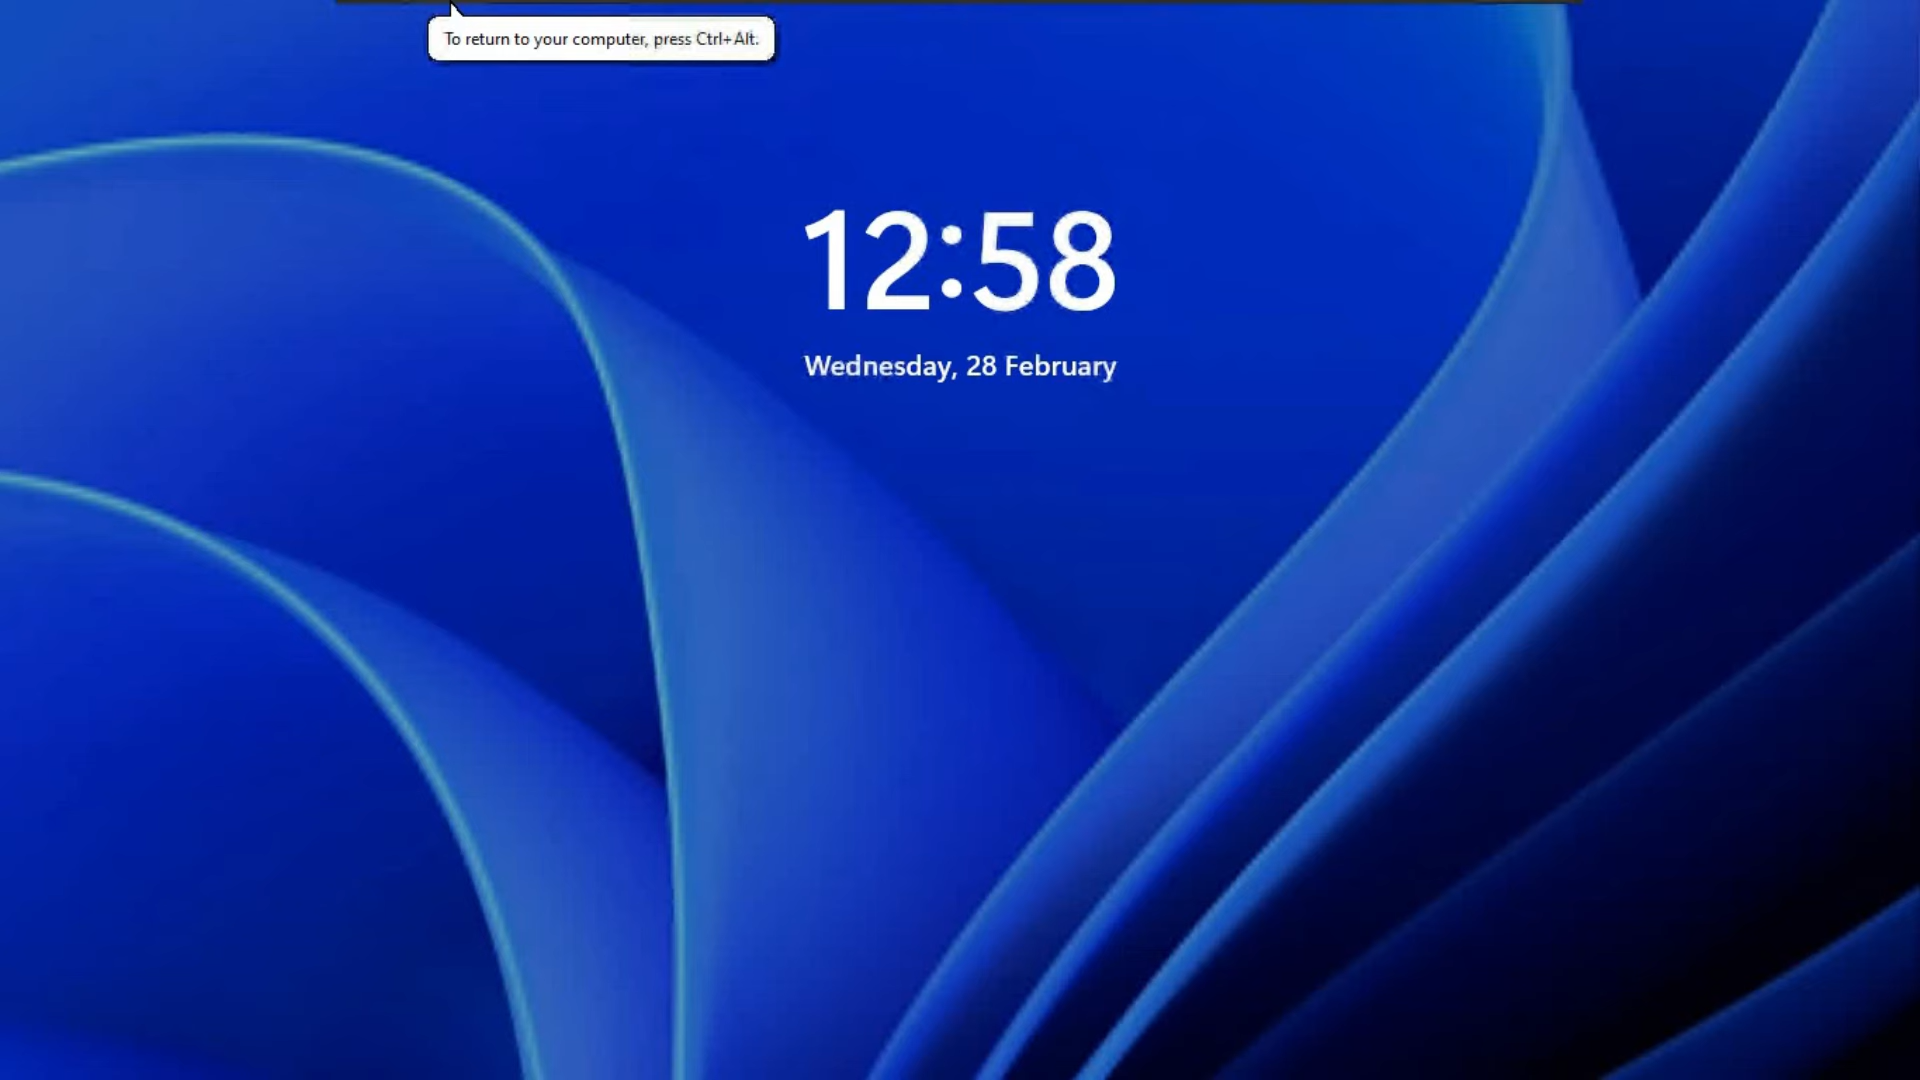 To return to your computer, press Ctrl+Alt.
12:58
Wednesday, 28 February